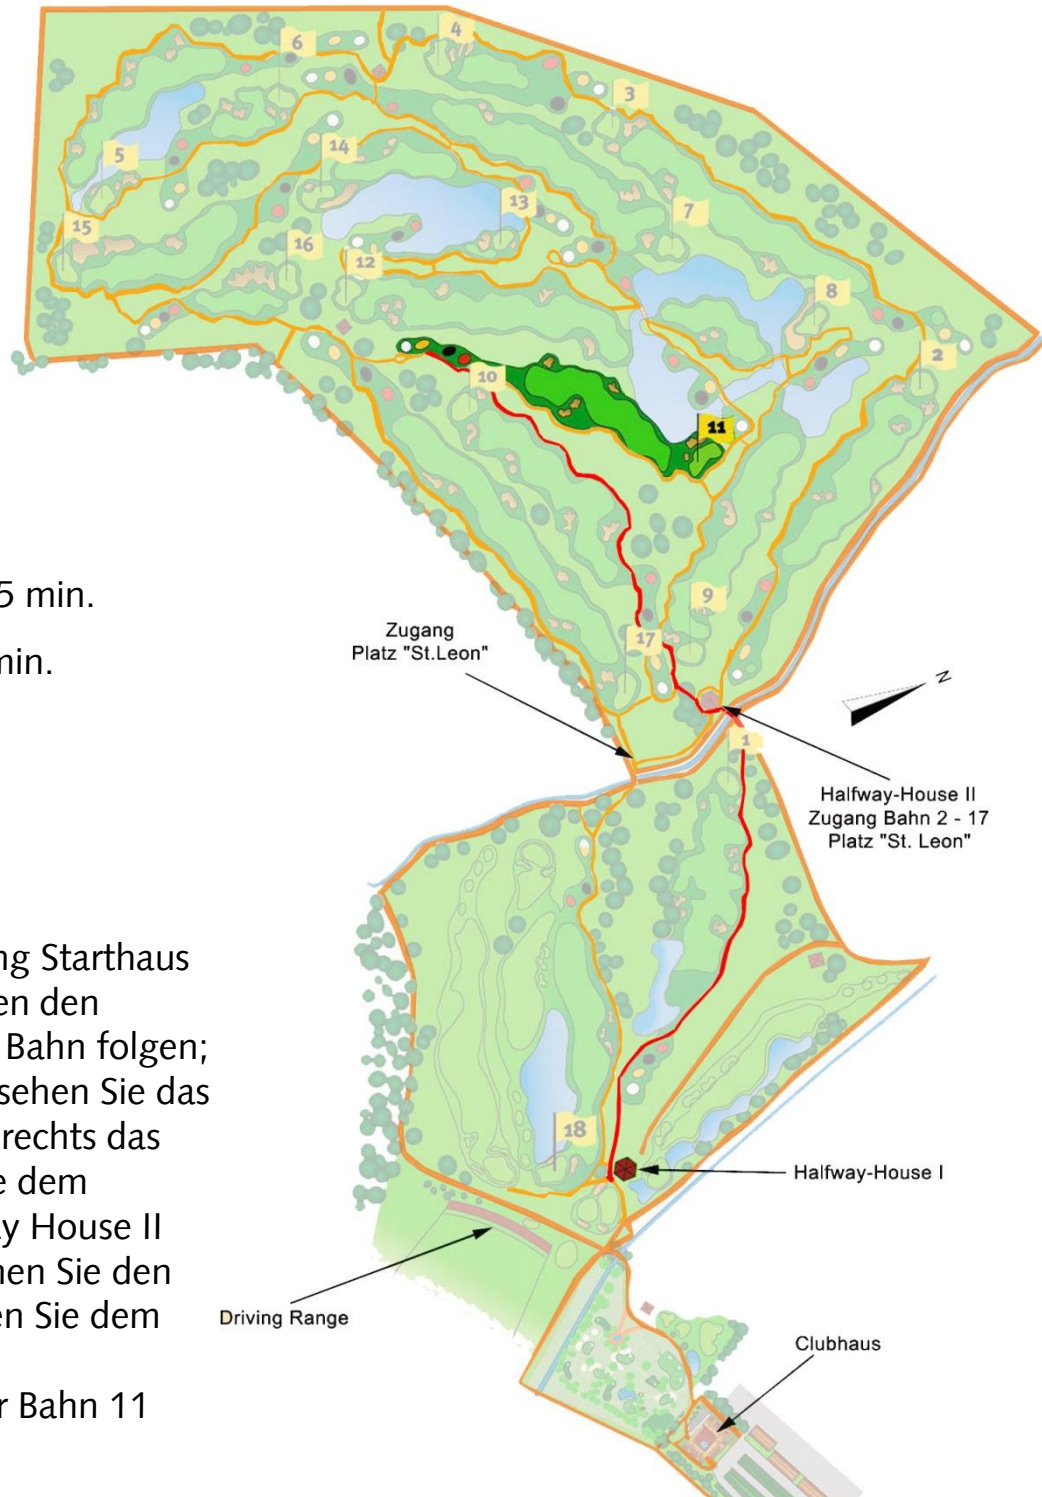 4
6
3
14
5
7
13
15
16
12
8
2
10
11
5 min.
9
Zugang
Platz "St.Leon"
17
min.
N
1
Halfway-House II
Zugang Bahn 2 - 17
Platz "St. Leon"
ng Starthaus
en den
Bahn folgen;
sehen Sie das
rechts das
e dem
y House II
nen Sie den
en Sie dem
r Bahn 11
18
Halfway-House I
Driving Range
Clubhaus